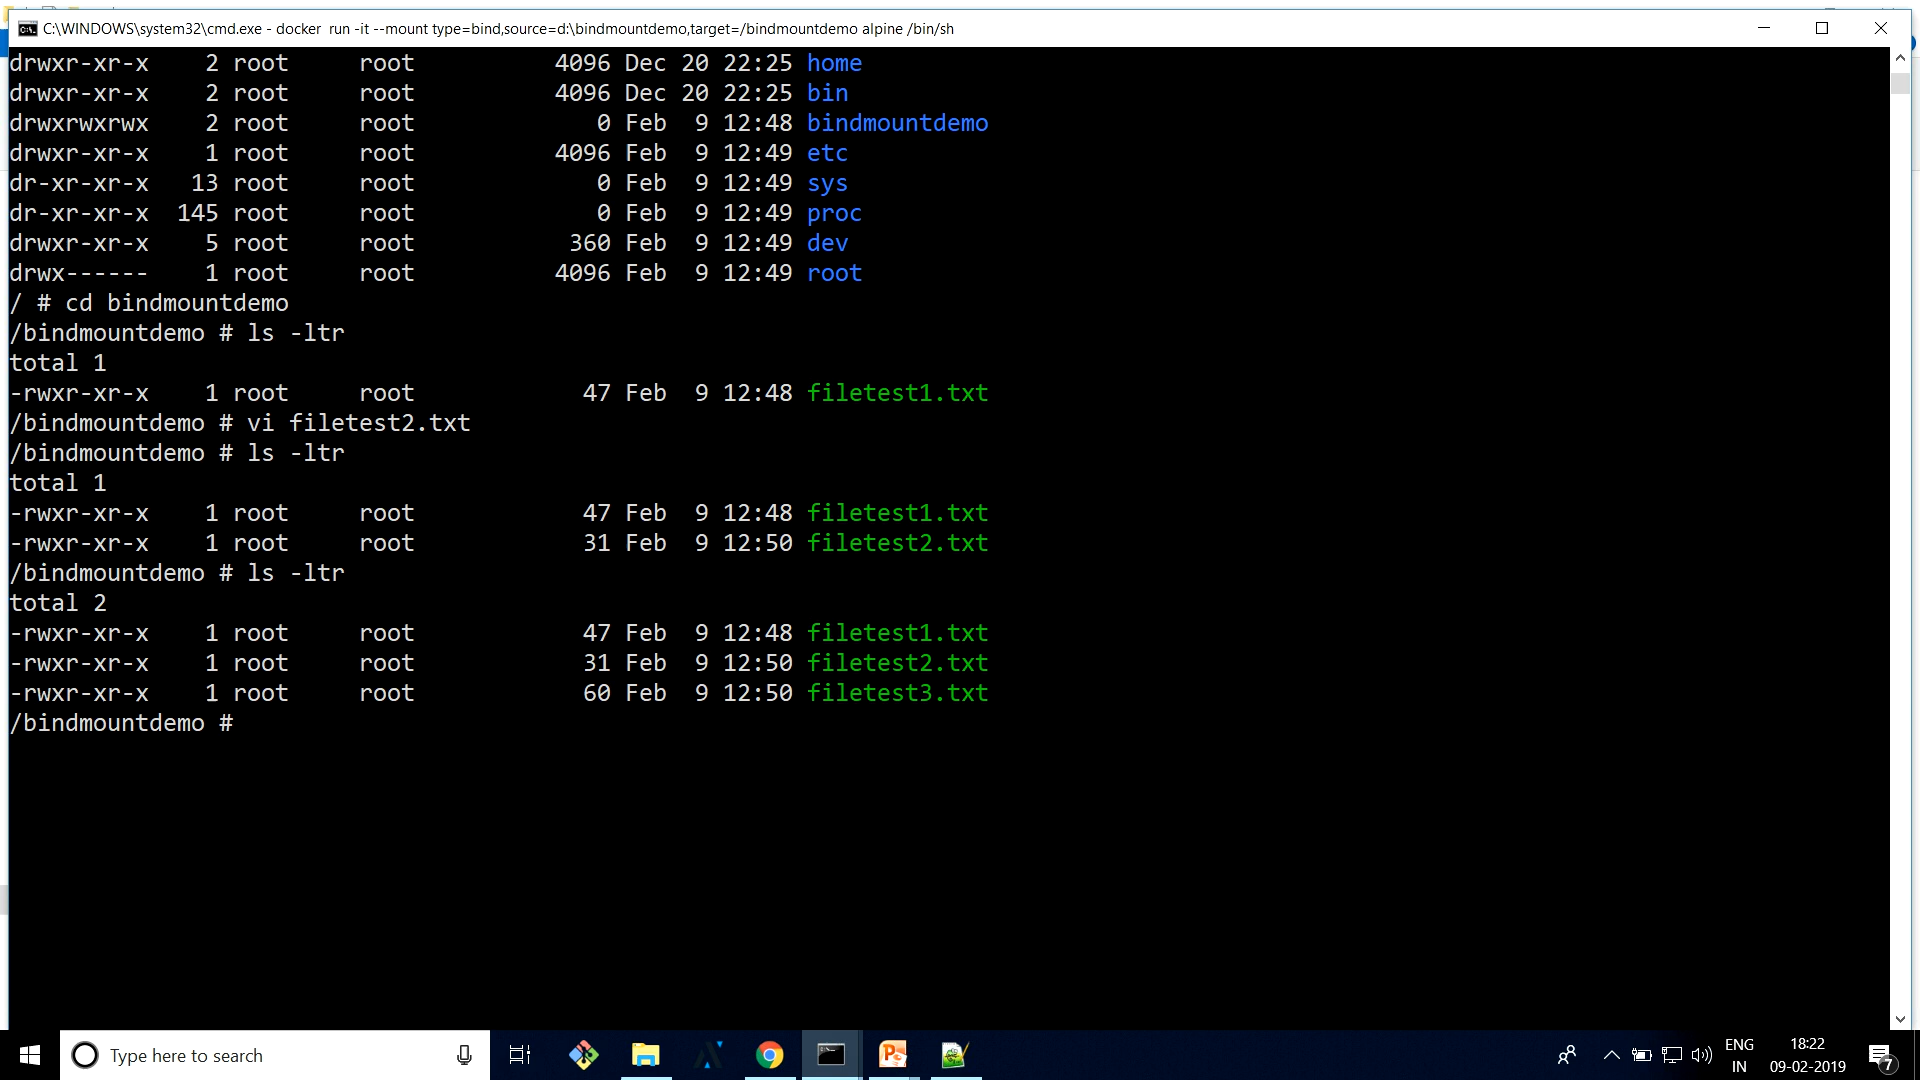 C:\WINDOWS\system32\cmd.exe - docker  run -it --mount type=bind,source=d:\bindmountdemo,target=/bindmountdemo alpine /bin/sh
drwxr-xr-x    2 root     root          4096 Dec 20 22:25 home
drwxr-xr-x    2 root     root          4096 Dec 20 22:25 bin
drwxrwxrwx    2 root     root             0 Feb  9 12:48 bindmountdemo
drwxr-xr-x    1 root     root          4096 Feb  9 12:49 etc
dr-xr-xr-x   13 root     root             0 Feb  9 12:49 sys
dr-xr-xr-x  145 root     root             0 Feb  9 12:49 proc
drwxr-xr-x    5 root     root           360 Feb  9 12:49 dev
drwx------    1 root     root          4096 Feb  9 12:49 root
/ # cd bindmountdemo
/bindmountdemo # ls -ltr
total 1
-rwxr-xr-x    1 root     root            47 Feb  9 12:48 filetest1.txt
/bindmountdemo # vi filetest2.txt
/bindmountdemo # ls -ltr
total 1
-rwxr-xr-x    1 root     root            47 Feb  9 12:48 filetest1.txt
-rwxr-xr-x    1 root     root            31 Feb  9 12:50 filetest2.txt
/bindmountdemo # ls -ltr
total 2
-rwxr-xr-x    1 root     root            47 Feb  9 12:48 filetest1.txt
-rwxr-xr-x    1 root     root            31 Feb  9 12:50 filetest2.txt
-rwxr-xr-x    1 root     root            60 Feb  9 12:50 filetest3.txt
/bindmountdemo #
Type here to search
ENG
IN
18:22
09-02-2019
7